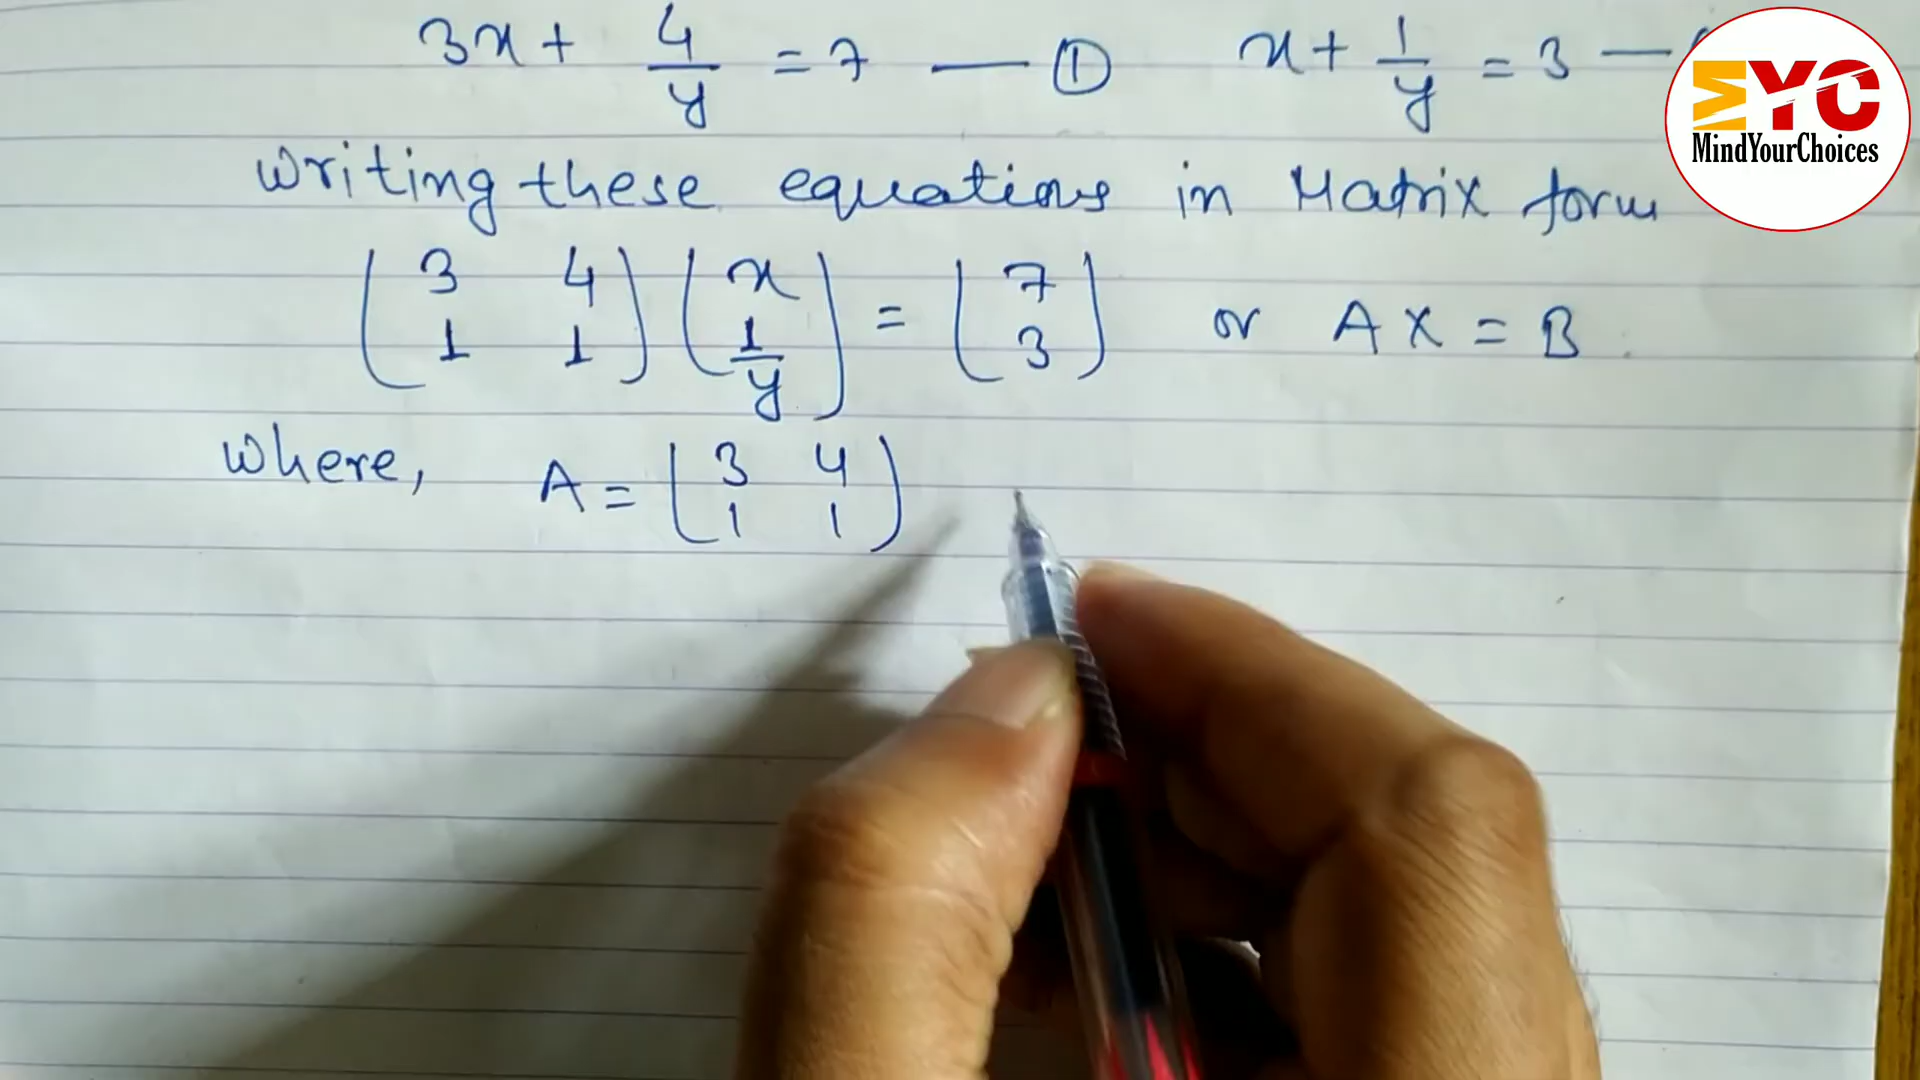 3x + 4/y = 7 — ① x + 1/y = 3 —
MYC
MindYourChoices
Writing these equations in Matrix form
(3 4) (x) = (7) or AX = B.
(1 1) (1/y) (3)
Where, A = (3 4)
(1 1)